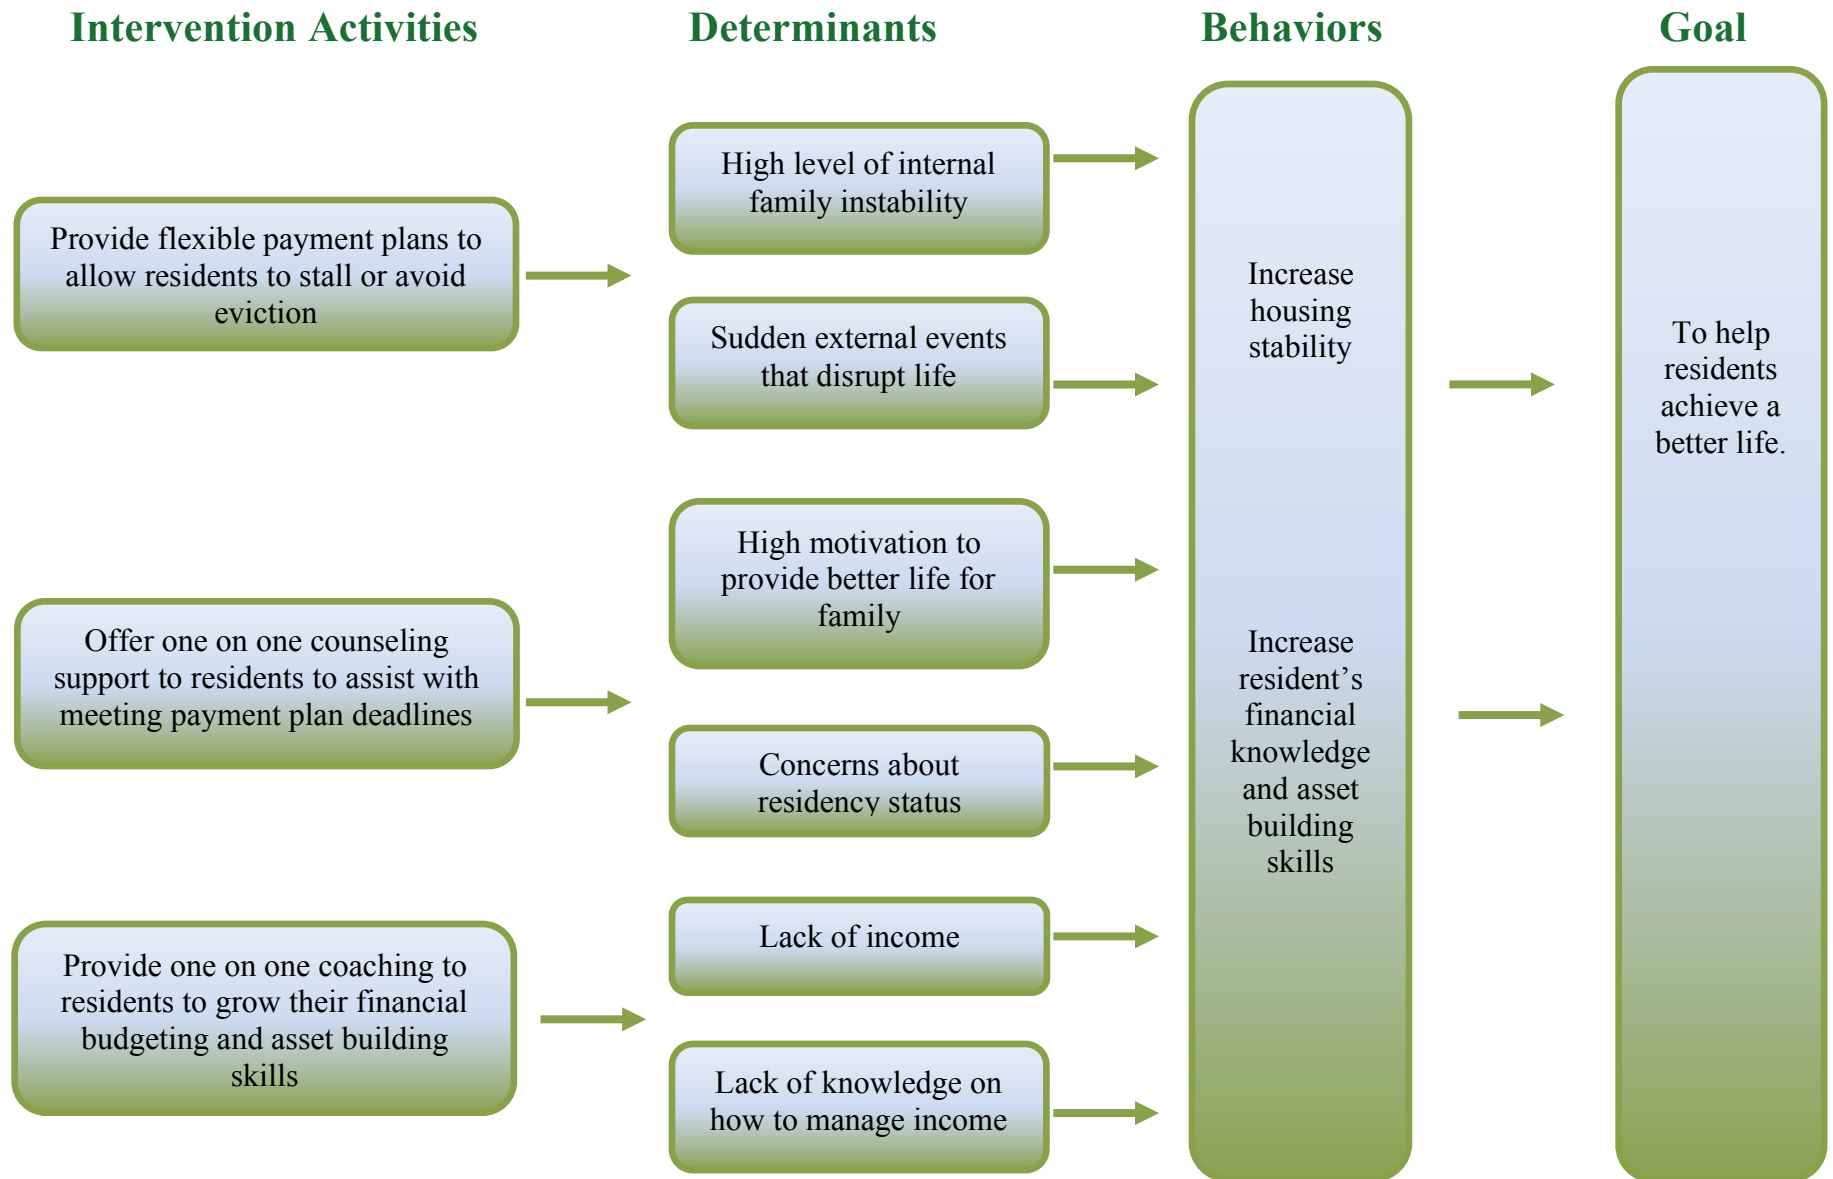 Intervention Activities
Determinants
Behaviors
Goal
Provide flexible payment plans to
allow residents to stall or avoid
eviction
Offer one on one counseling
support to residents to assist with
meeting payment plan deadlines
Provide one on one coaching to
residents to grow their financial
budgeting and asset building
skills
High level of internal
family instability
Sudden external events
that disrupt life
High motivation to
provide better life for
family
Concerns about
residency status
Lack of income
Lack of knowledge on
how to manage income
Increase
housing
stability
Increase
resident’s
financial
knowledge
and asset
building
skills
To help
residents
achieve a
better life.